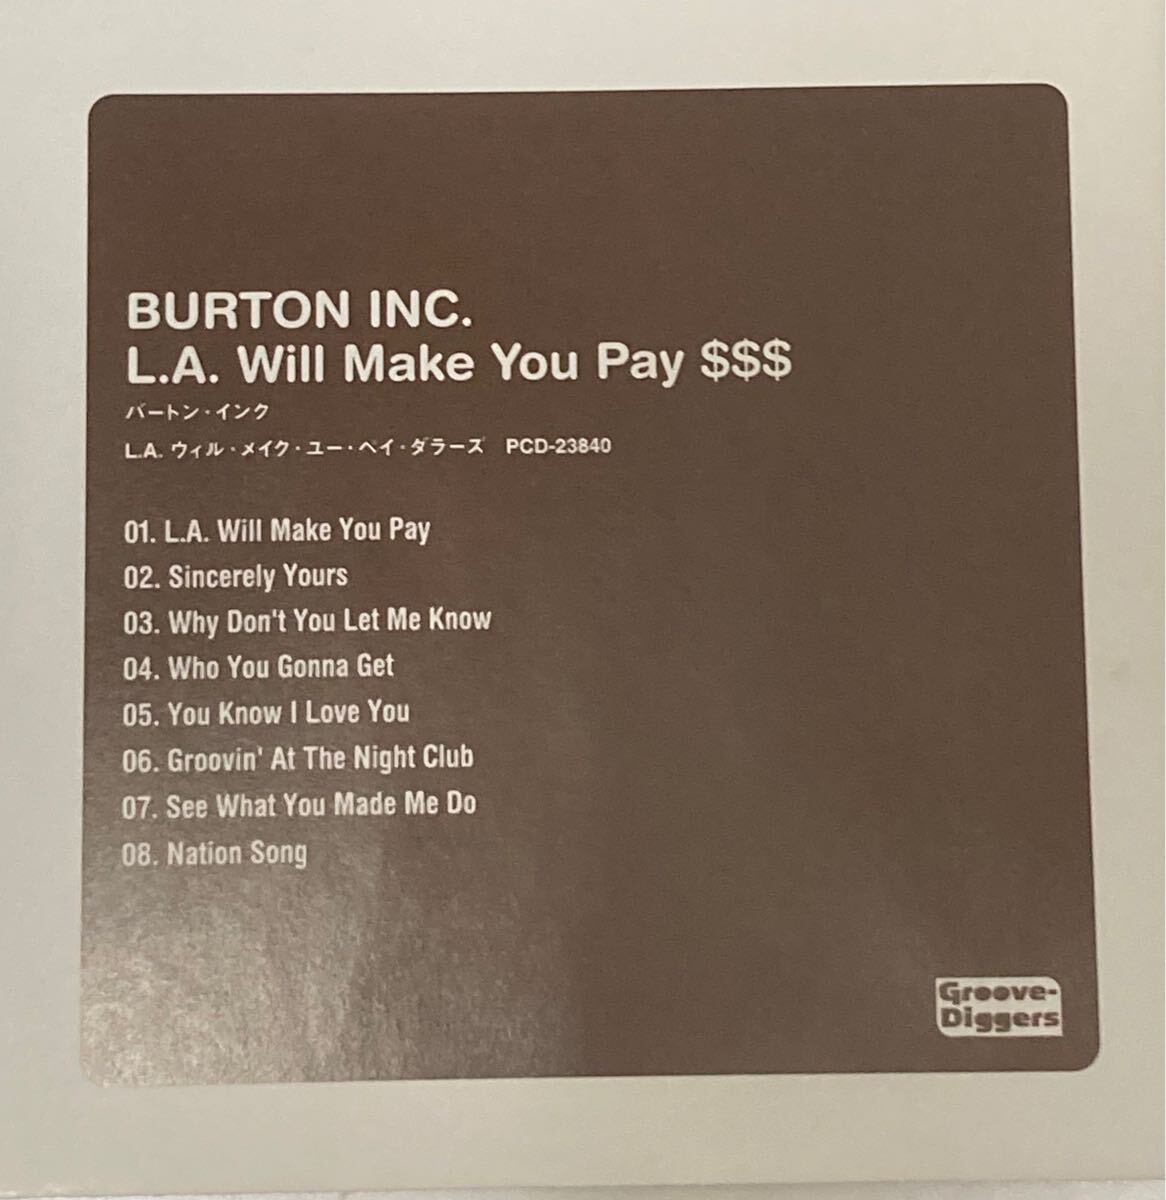 BURTON INC.
L.A. Will Make You Pay $$$
バートン・インク
L.A. ウィル・メイク・ユー・ペイ・ダラーズ PCD-23840
01. L.A. Will Make You Pay
02. Sincerely Yours
03. Why Don't You Let Me Know
04. Who You Gonna Get
05. You Know I Love You
06. Groovin' At The Night Club
07. See What You Made Me Do
08. Nation Song
Groove-
Diggers